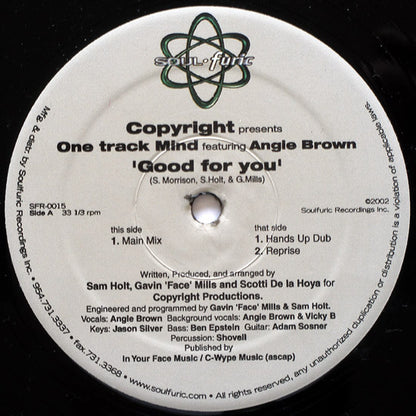 SOUL·furic
Copyright presents
One track Mind featuring Angie Brown
'Good for you'
(S. Morrison, S.Holt, & G.Mills)
SFR-0015
Side A 33 1/3 rpm
©2002
Soulfuric Recordings Inc.
this side
1. Main Mix
that side
1. Hands Up Dub
2. Reprise
Written, Produced, and arranged by
Sam Holt, Gavin 'Face' Mills and Scotti De la Hoya for
Copyright Productions.
Engineered and programmed by Gavin 'Face' Mills & Sam Holt.
Vocals: Angie Brown Background vocals: Angie Brown & Vicky B
Keys: Jason Silver Bass: Ben Epstein Guitar: Adam Sosner
Percussion: Shovell
Published by
In Your Face Music / C-Wype Music (ascap)
Mfg. & distr. by Soulfuric Recordings Inc. • 954.731.3397 • fax.731.3368 • www.soulfuric.com • All rights reserved, any unauthorized duplication or distribution is a violation of applicable laws.